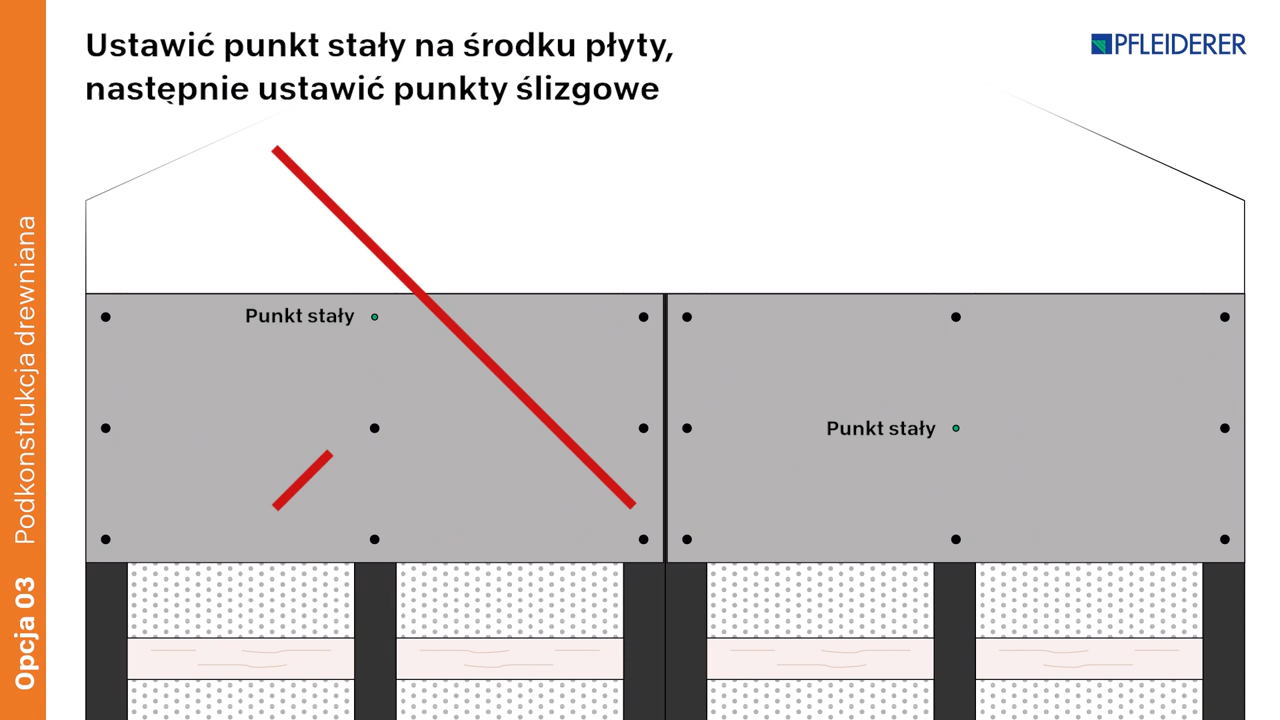 Ustawić punkt stały na środku płyty,
następnie ustawić punkty ślizgowe
PFLEIDERER
Punkt stały
Punkt stały
Opcja 03 Podkonstrukcja drewniana